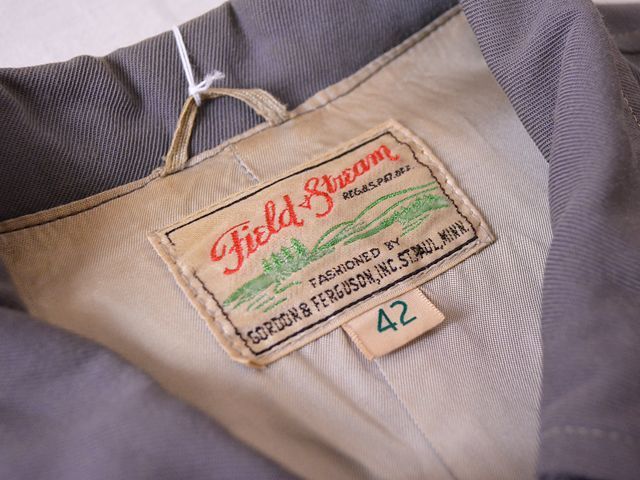 Field & Stream
REG. U.S. PAT. OFF.
FASHIONED BY
GORDON & FERGUSON, INC. ST. PAUL, MINN.
42